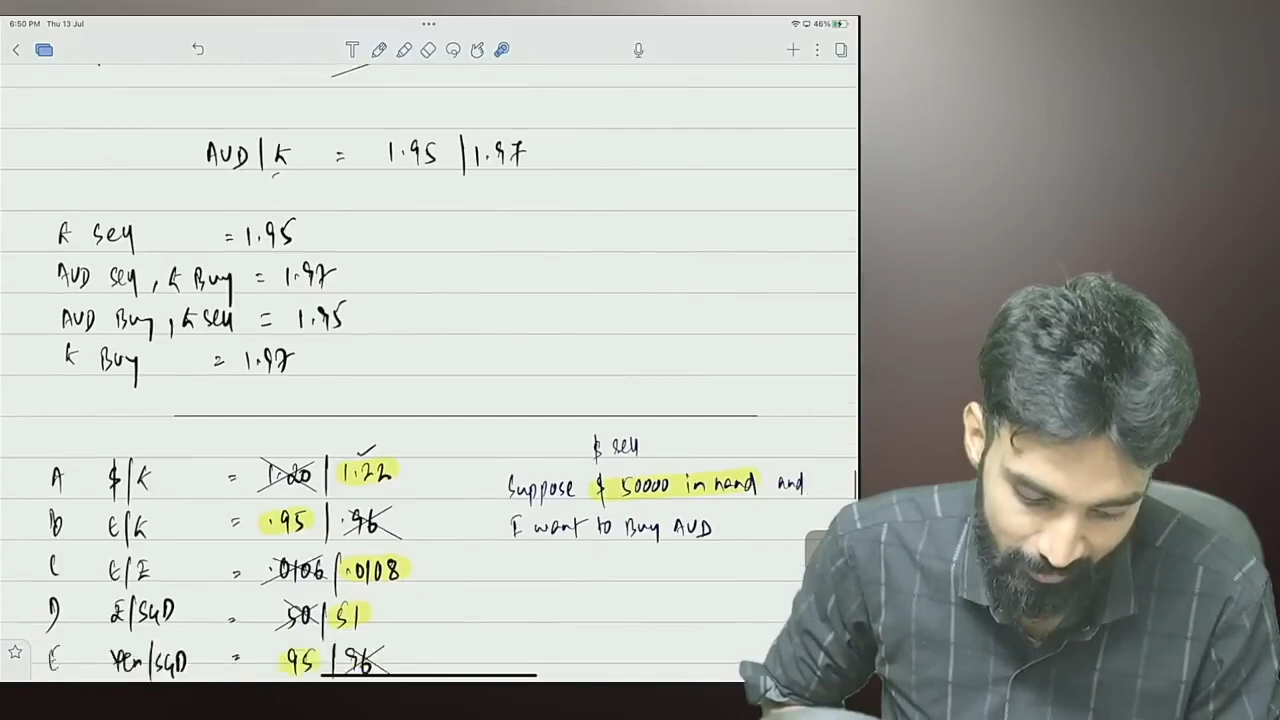 6:50 PM Thu 13 Jul
46%
T
AUD | K = 1.95 | 1.97
K sell = 1.95
AUD sell, K Buy = 1.97
AUD Buy, K sell = 1.95
K Buy = 1.97
$ sell
A $/K = 1.20 | 1.22
Suppose $ 50000 in hand and
B €/K = .95 | .96
I want to Buy AUD
C = .0106 | .0108
D /SGD = 50 | 51
E Yen/SGD = 95 | 96